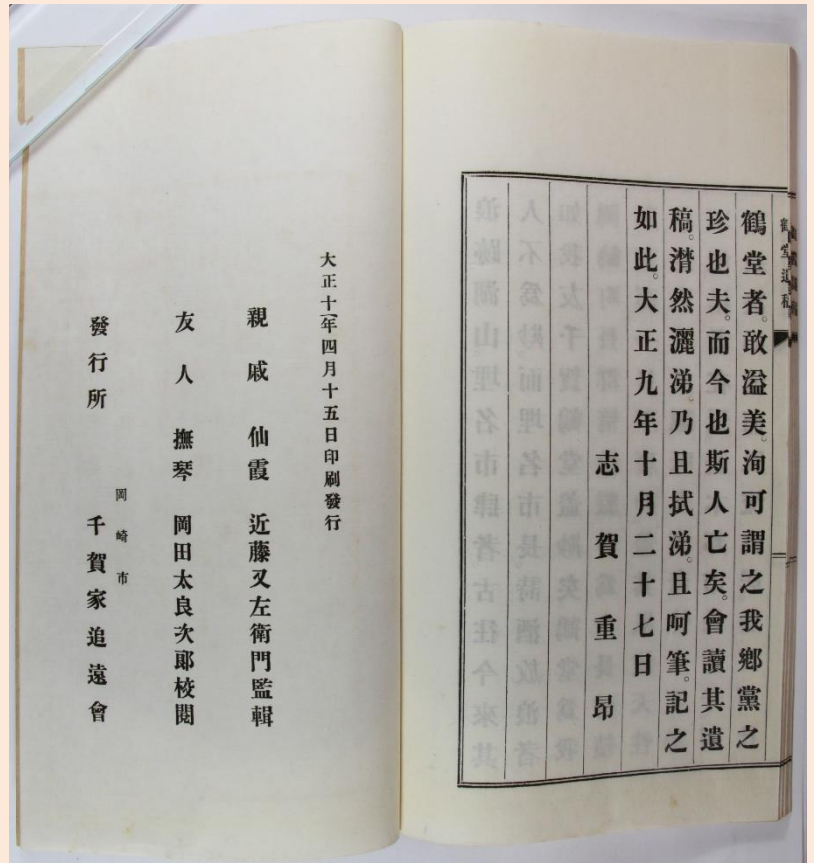 鶴堂遺稿
鶴堂者。敢溢美。洵可謂之我鄉黨之
珍也夫。而今也斯人亡矣。會讀其遺
稿。潸然灑涕。乃且拭涕。且呵筆。記之
如此。大正九年十月二十七日
志賀重昂
大正十一年四月十五日印刷發行
親戚 仙霞 近藤又左衛門監輯
友人 撫琴 岡田太良次郞校閱
岡崎市
發行所 千賀家追遠會